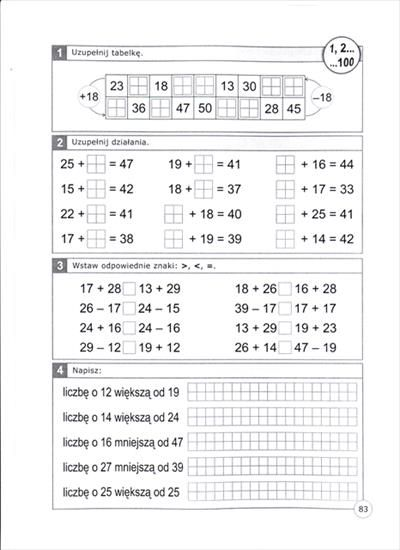 1 Uzupełnij tabelkę.
1, 2...
...100
23 18 13 30
+18 –18
36 47 50 28 45
2 Uzupełnij działania.
25 + = 47 19 + = 41 + 16 = 44
15 + = 42 18 + = 37 + 17 = 33
22 + = 41 + 18 = 40 + 25 = 41
17 + = 38 + 19 = 39 + 14 = 42
3 Wstaw odpowiednie znaki: >, <, =.
17 + 28 13 + 29 18 + 26 16 + 28
26 – 17 24 – 15 39 – 17 17 + 17
24 + 16 24 – 16 13 + 29 19 + 23
29 – 12 19 + 12 26 + 14 47 – 19
4 Napisz:
liczbę o 12 większą od 19
liczbę o 14 większą od 24
liczbę o 16 mniejszą od 47
liczbę o 27 mniejszą od 39
liczbę o 25 większą od 25
83